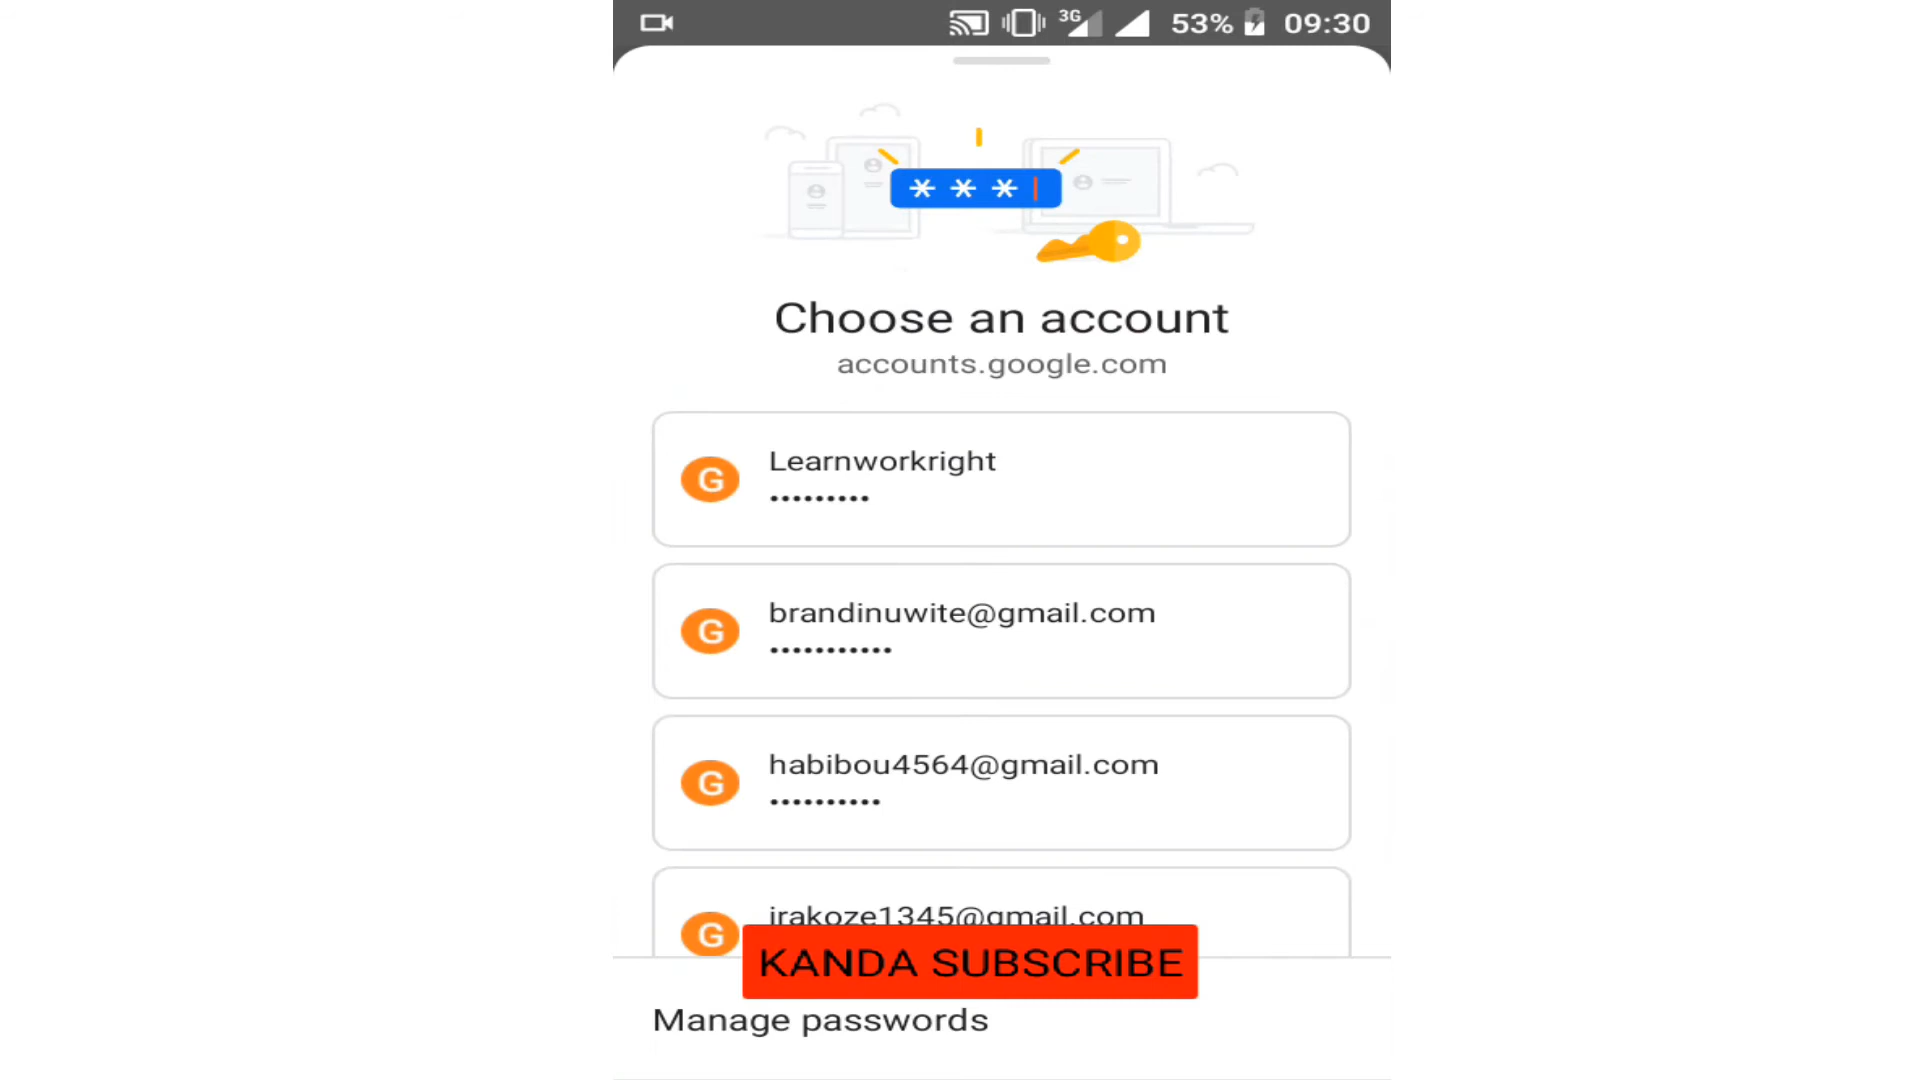 3G 53% 09:30
* * *
Choose an account
accounts.google.com
G Learnworkright
•••••••••
G brandinuwite@gmail.com
•••••••••••
G habibou4564@gmail.com
••••••••••
G irakoze1345@gmail.com
KANDA SUBSCRIBE
Manage passwords